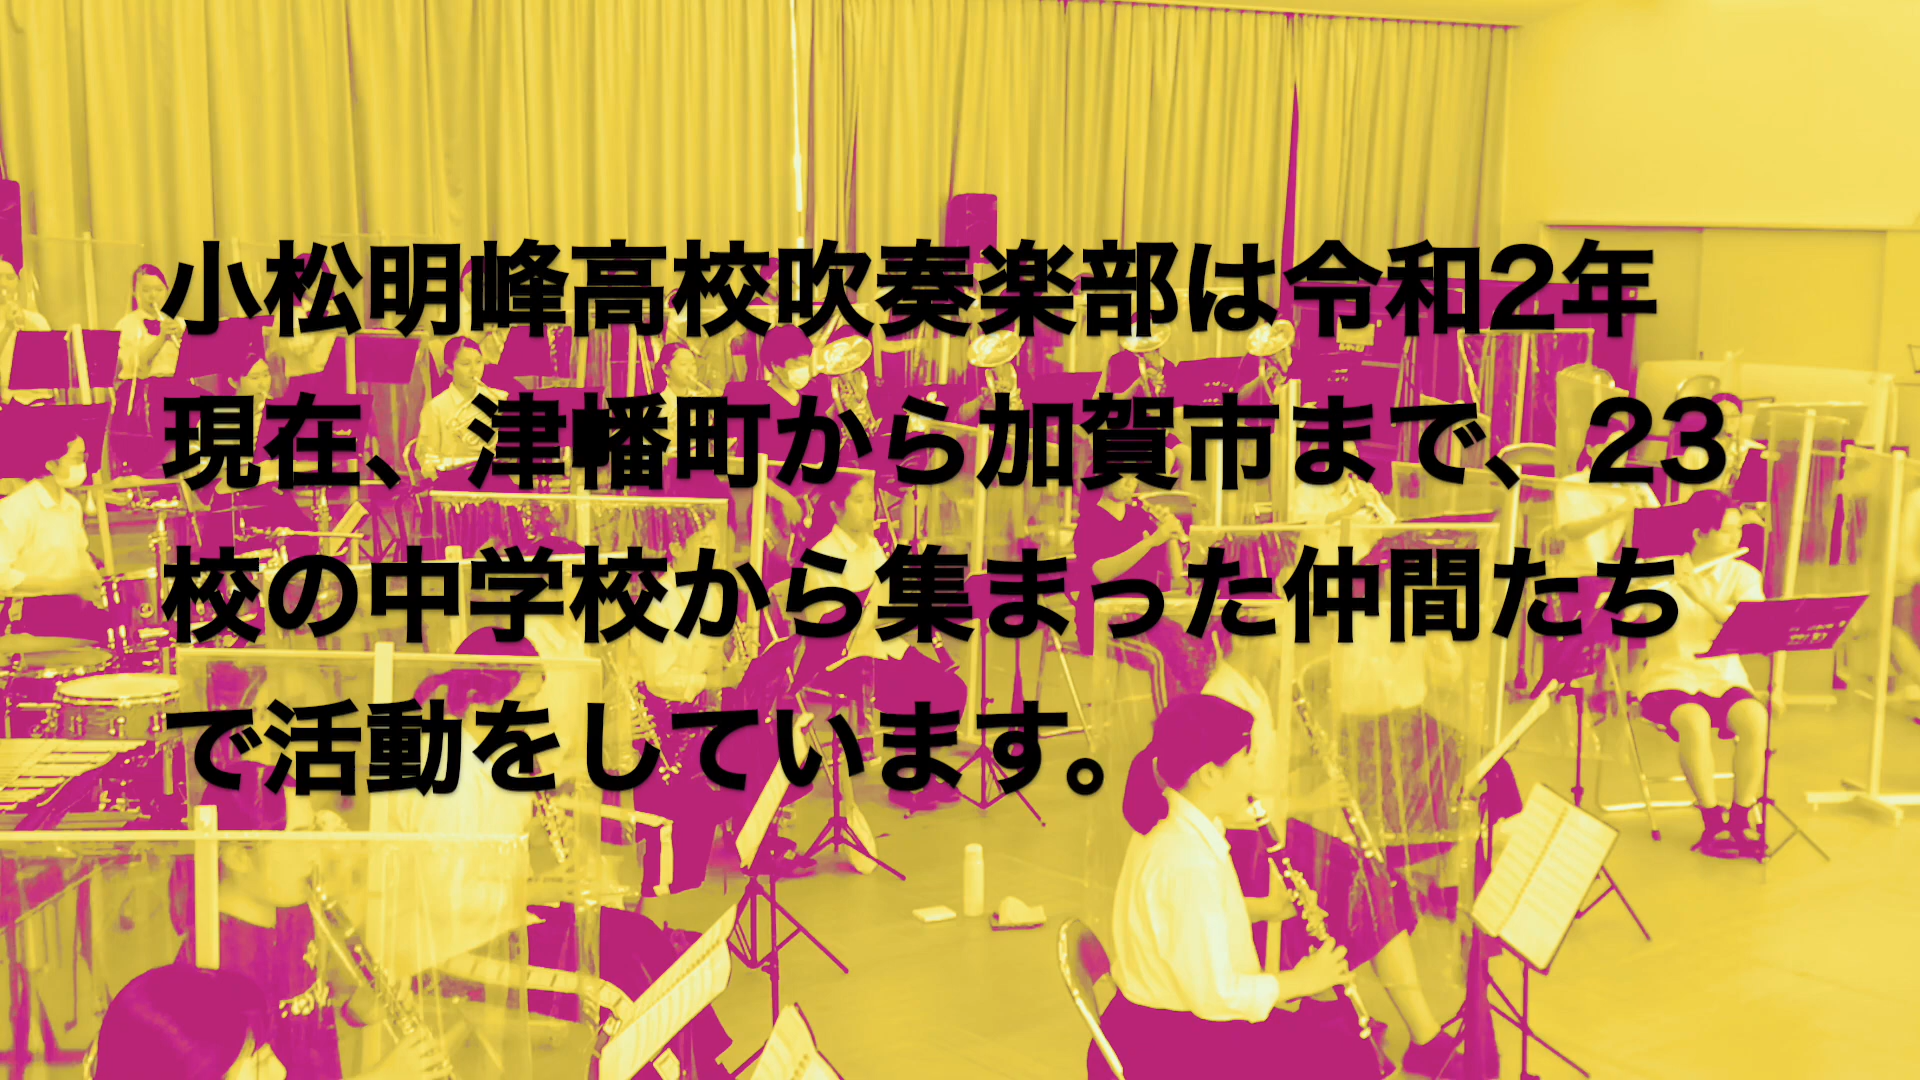 小松明峰高校吹奏楽部は令和2年
現在、津幡町から加賀市まで、23
校の中学校から集まった仲間たち
で活動をしています。